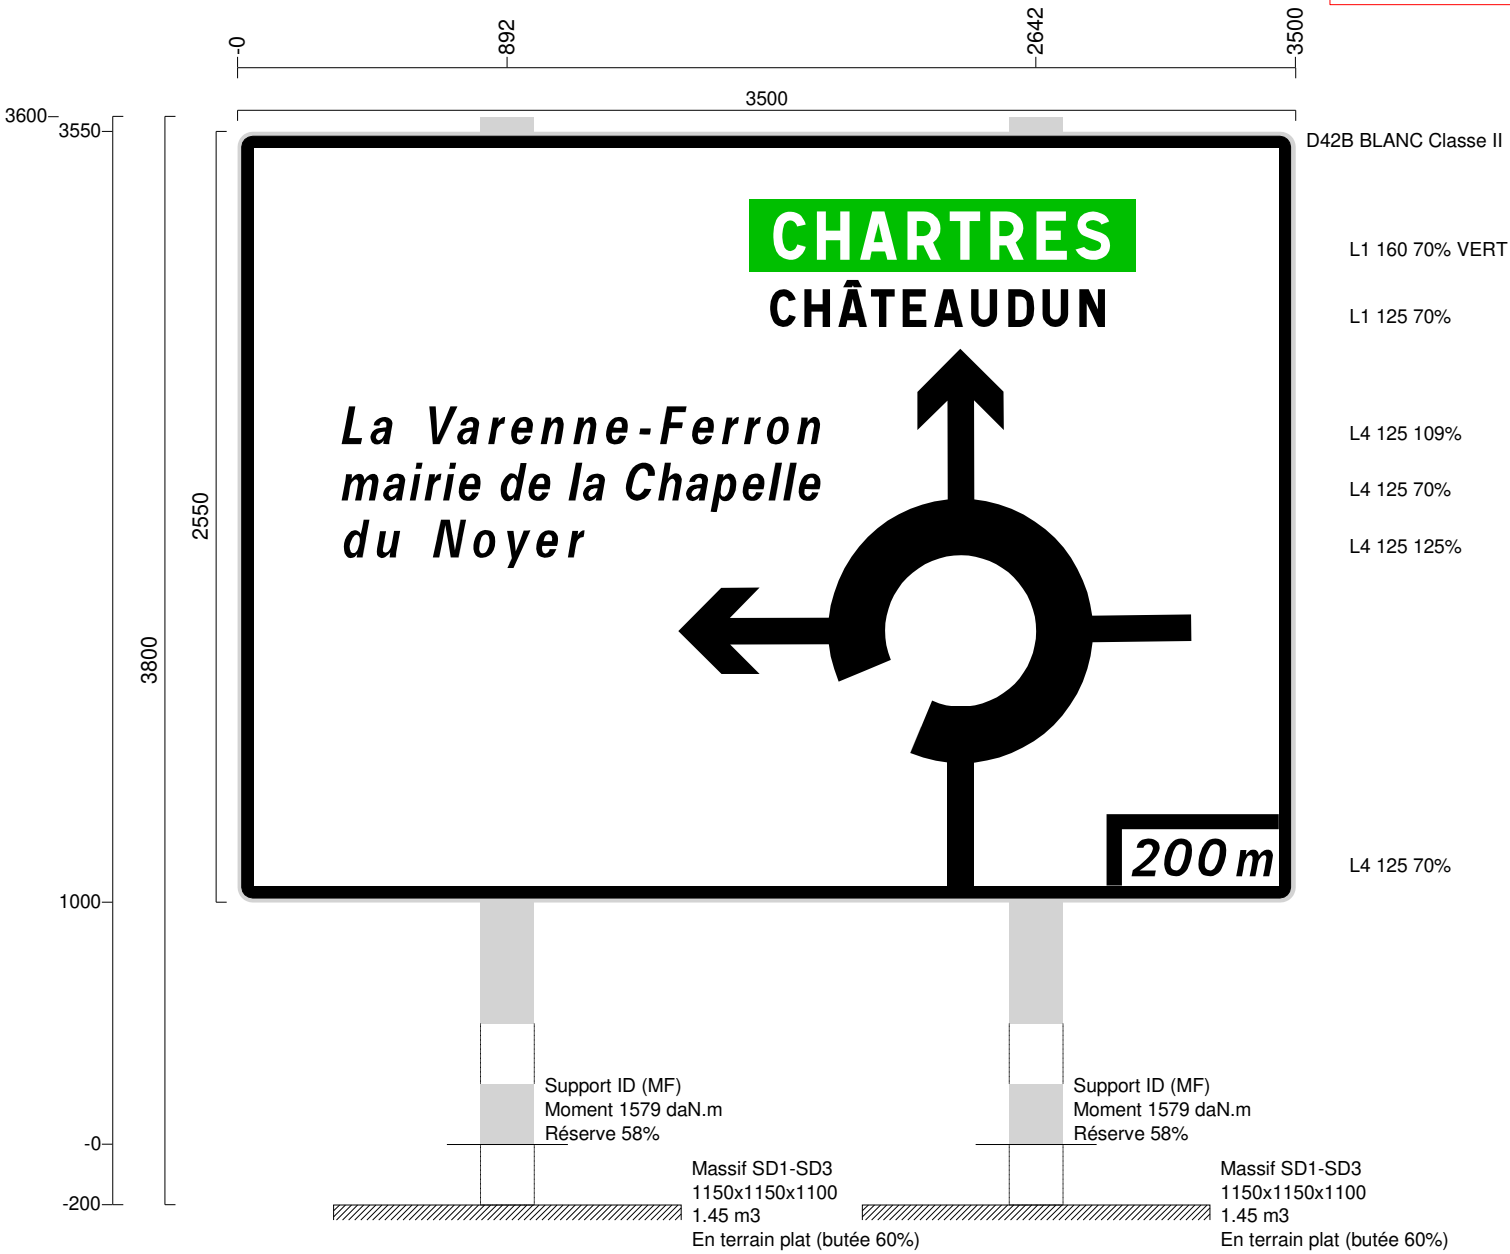 -0
892
2642
3500
3500
3600
3550
D42B BLANC Classe II
CHARTRES
L1 160 70% VERT
CHÂTEAUDUN
L1 125 70%
La Varenne-Ferron
L4 125 109%
mairie de la Chapelle
L4 125 70%
du Noyer
L4 125 125%
2550
3800
200 m
L4 125 70%
1000
Support ID (MF)
Moment 1579 daN.m
Réserve 58%
Support ID (MF)
Moment 1579 daN.m
Réserve 58%
-0
Massif SD1-SD3
1150x1150x1100
1.45 m3
En terrain plat (butée 60%)
Massif SD1-SD3
1150x1150x1100
1.45 m3
En terrain plat (butée 60%)
-200